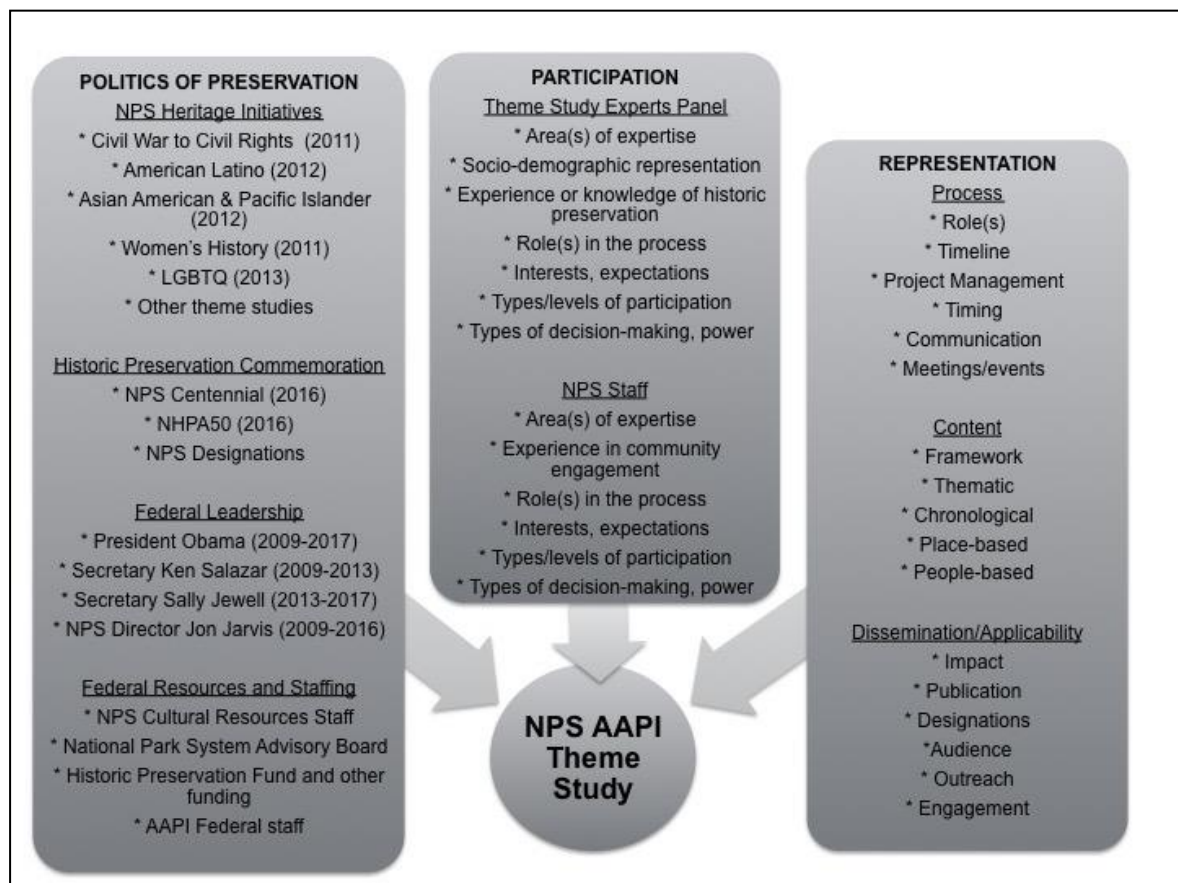 POLITICS OF PRESERVATION
NPS Heritage Initiatives
* Civil War to Civil Rights (2011)
* American Latino (2012)
* Asian American & Pacific Islander
(2012)
* Women's History (2011)
* LGBTQ (2013)
* Other theme studies
Historic Preservation Commemoration
* NPS Centennial (2016)
* NHPA50 (2016)
* NPS Designations
Federal Leadership
* President Obama (2009-2017)
* Secretary Ken Salazar (2009-2013)
* Secretary Sally Jewell (2013-2017)
* NPS Director Jon Jarvis (2009-2016)
Federal Resources and Staffing
* NPS Cultural Resources Staff
* National Park System Advisory Board
* Historic Preservation Fund and other
funding
* AAPI Federal staff
PARTICIPATION
Theme Study Experts Panel
* Area(s) of expertise
* Socio-demographic representation
* Experience or knowledge of historic
preservation
* Role(s) in the process
* Interests, expectations
* Types/levels of participation
* Types of decision-making, power
NPS Staff
* Area(s) of expertise
* Experience in community
engagement
* Role(s) in the process
* Interests, expectations
* Types/levels of participation
* Types of decision-making, power
REPRESENTATION
Process
* Role(s)
* Timeline
* Project Management
* Timing
* Communication
* Meetings/events
Content
* Framework
* Thematic
* Chronological
* Place-based
* People-based
Dissemination/Applicability
* Impact
* Publication
* Designations
*Audience
* Outreach
* Engagement
NPS AAPI
Theme
Study